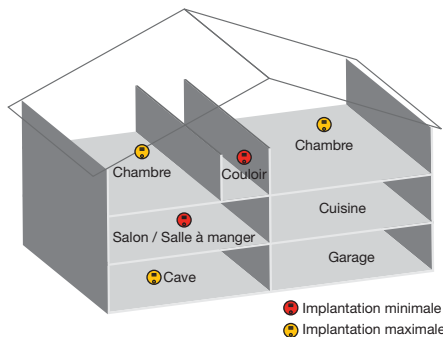 Chambre
Chambre
Couloir
Cuisine
Salon / Salle à manger
Garage
Cave
Implantation minimale
Implantation maximale